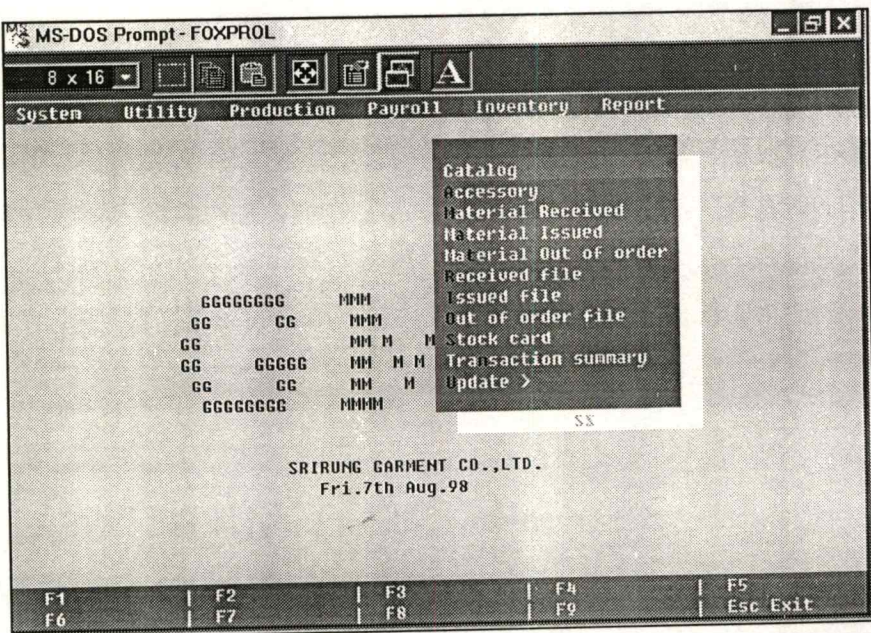 MS-DOS Prompt - FOXPROL
8 x 16
A
System Utility Production Payroll Inventory Report
Catalog
Accessory
Material Received
Material Issued
Material Out of order
Received file
Issued file
Out of order file
Stock card
Transaction summary
Update >
GGGGGGGG MMM
GG GG MMM
GG MM M M
GG GGGGG MM M M
GG GG MM M
GGGGGGGG MMMM
SS
SRIRUNG GARMENT CO.,LTD.
Fri.7th Aug.98
F1 | F2 | F3 | F4 | F5
F6 | F7 | F8 | F9 | Esc Exit